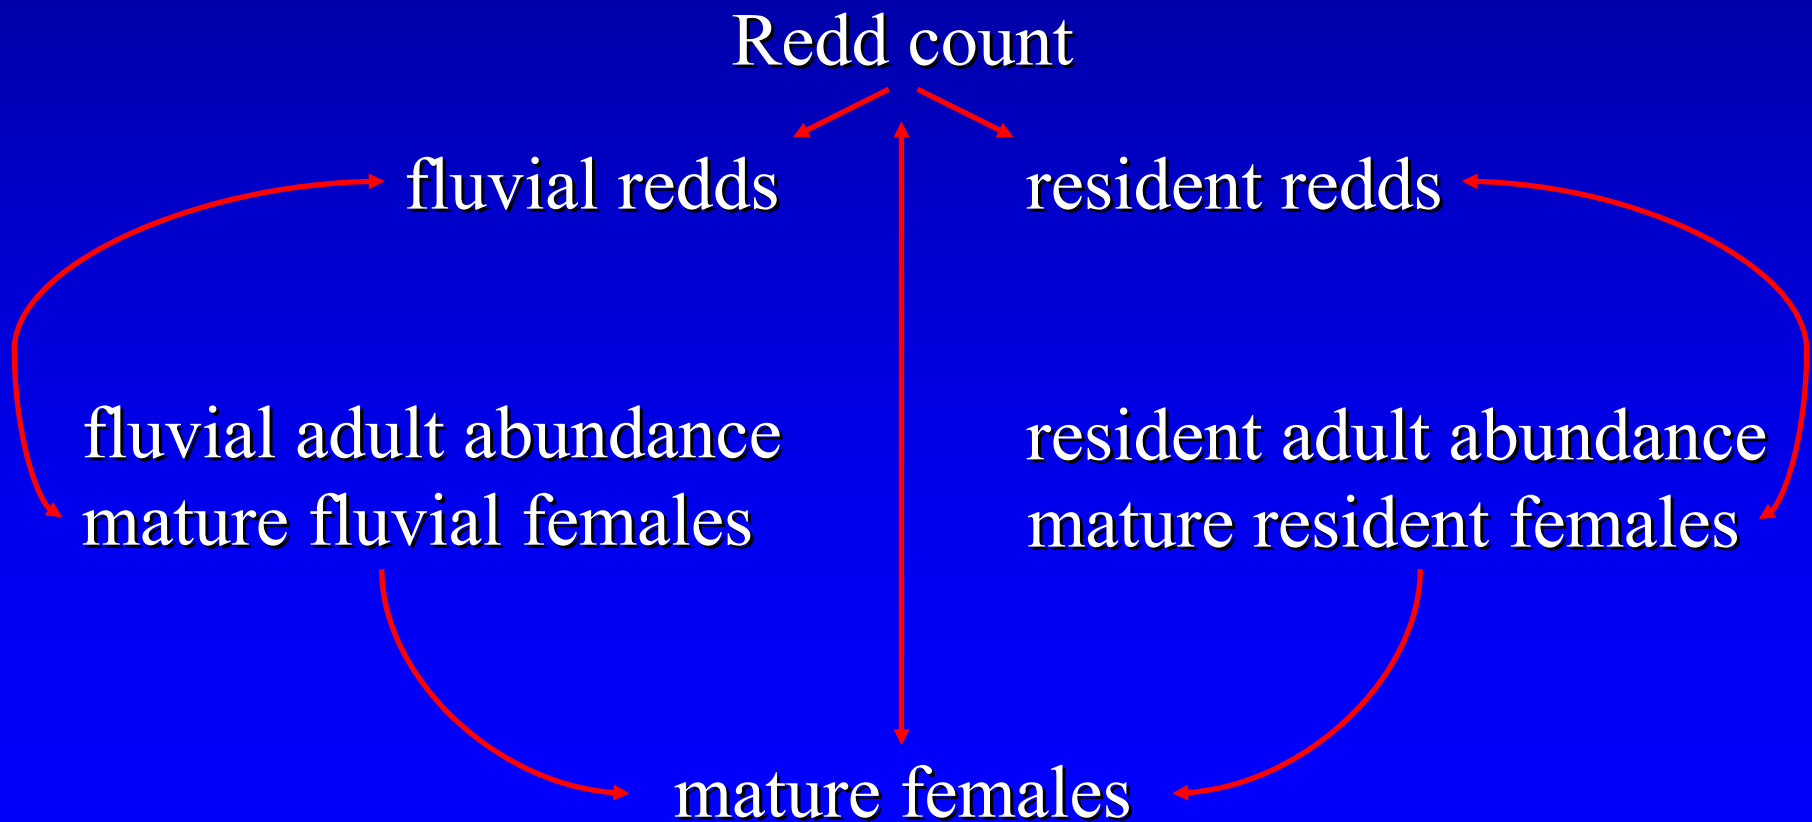 Redd count
fluvial redds
resident redds
fluvial adult abundance
mature fluvial females
resident adult abundance
mature resident females
mature females